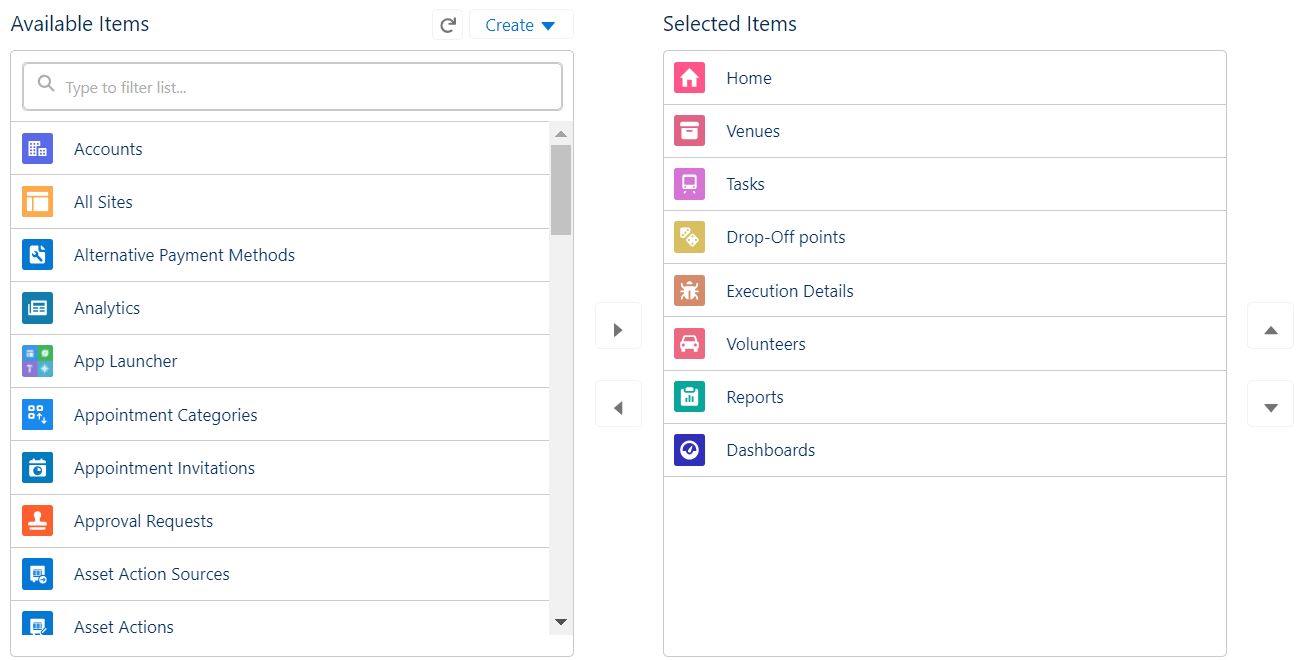 Available Items
Create
Type to filter list...
Accounts
All Sites
Alternative Payment Methods
Analytics
App Launcher
Appointment Categories
Appointment Invitations
Approval Requests
Asset Action Sources
Asset Actions
Selected Items
Home
Venues
Tasks
Drop-Off points
Execution Details
Volunteers
Reports
Dashboards